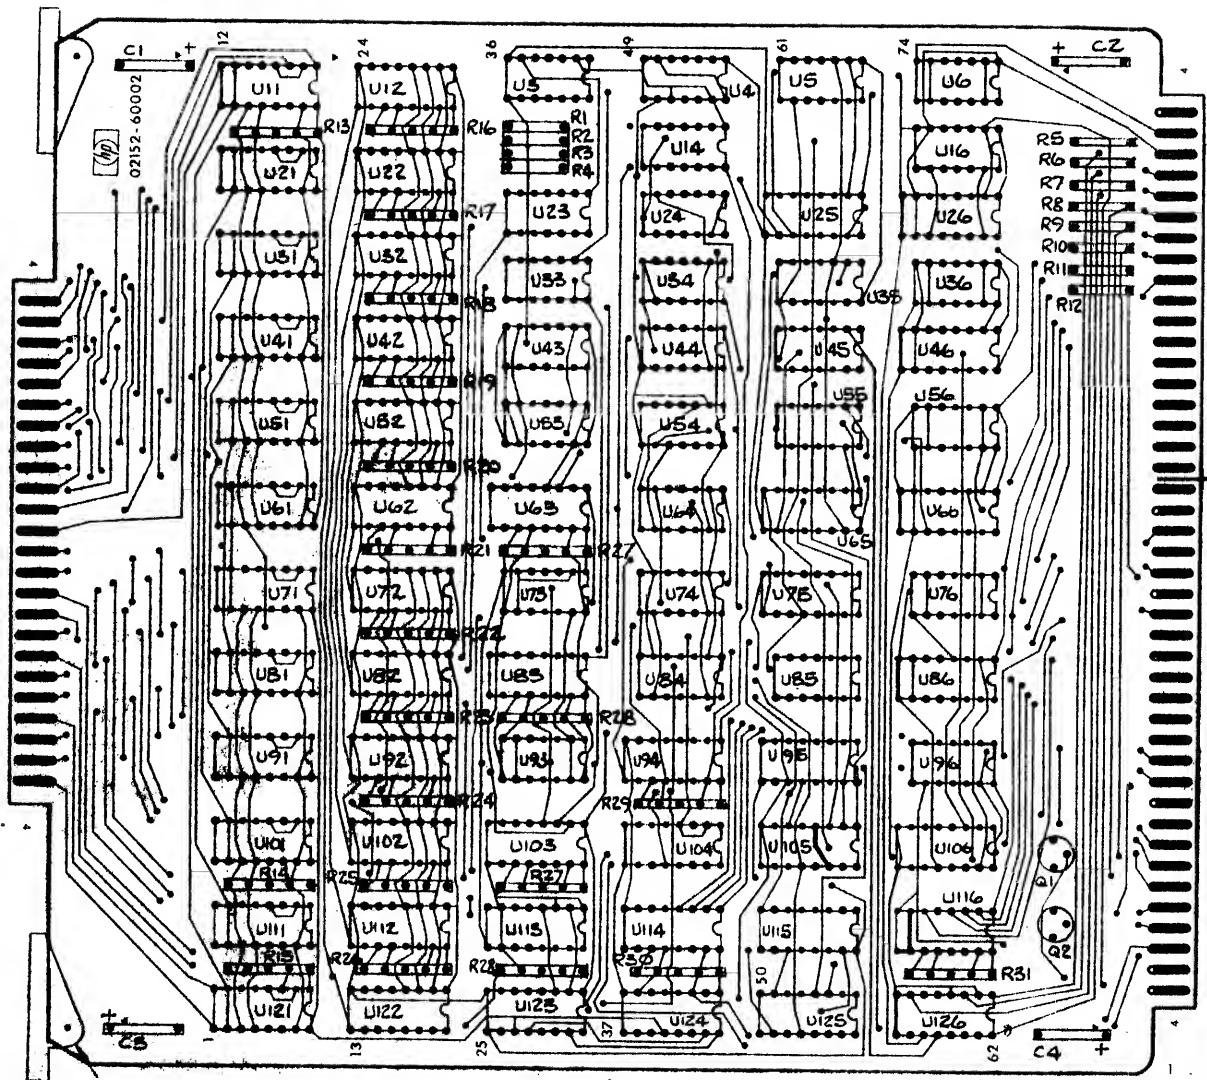 12 24 36 49 61 74
C1 + + C2
U11 U12 U3 U4 U5 U6
02152-60002
hp
R13 R16 R1
R2
R3
R4
U14 U16 R5
R6
R7
R8
R9
R10
R11
R12
U21 U22
R17 U23 U24 U25 U26
U31 U32 U33 U34 U35 U36
R18
U41 U42 U43 U44 U45 U46
R19
U51 U52 U53 U54 U55 U56
R20
U61 U62 U63 U64 U65 U66
R21 R27
U71 U72 U73 U74 U75 U76
R22
U81 U82 U83 U84 U85 U86
R23 R28
U91 U92 U93 U94 U95 U96
R24 R29
U101 U102 U103 U104 U105 U106
R14 R25 R27 Q1
U111 U112 U113 U114 U115 U116
Q2
R15 R26 R28 R30 50 R31
U121 U122 U123 U124 U125 U126
+ C3 C4 +
1 13 25 37 62